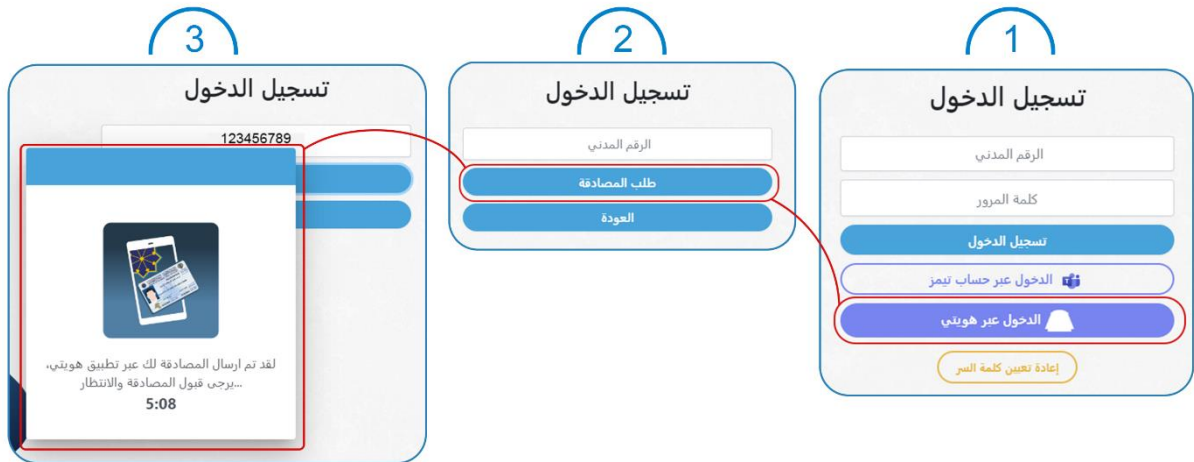 1
تسجيل الدخول
الرقم المدني
كلمة المرور
تسجيل الدخول
الدخول عبر حساب تيمز
الدخول عبر هويتي
إعادة تعيين كلمة السر
2
تسجيل الدخول
الرقم المدني
طلب المصادقة
العودة
3
تسجيل الدخول
123456789
لقد تم ارسال المصادقة لك عبر تطبيق هويتي،
يرجى قبول المصادقة والانتظار...
5:08